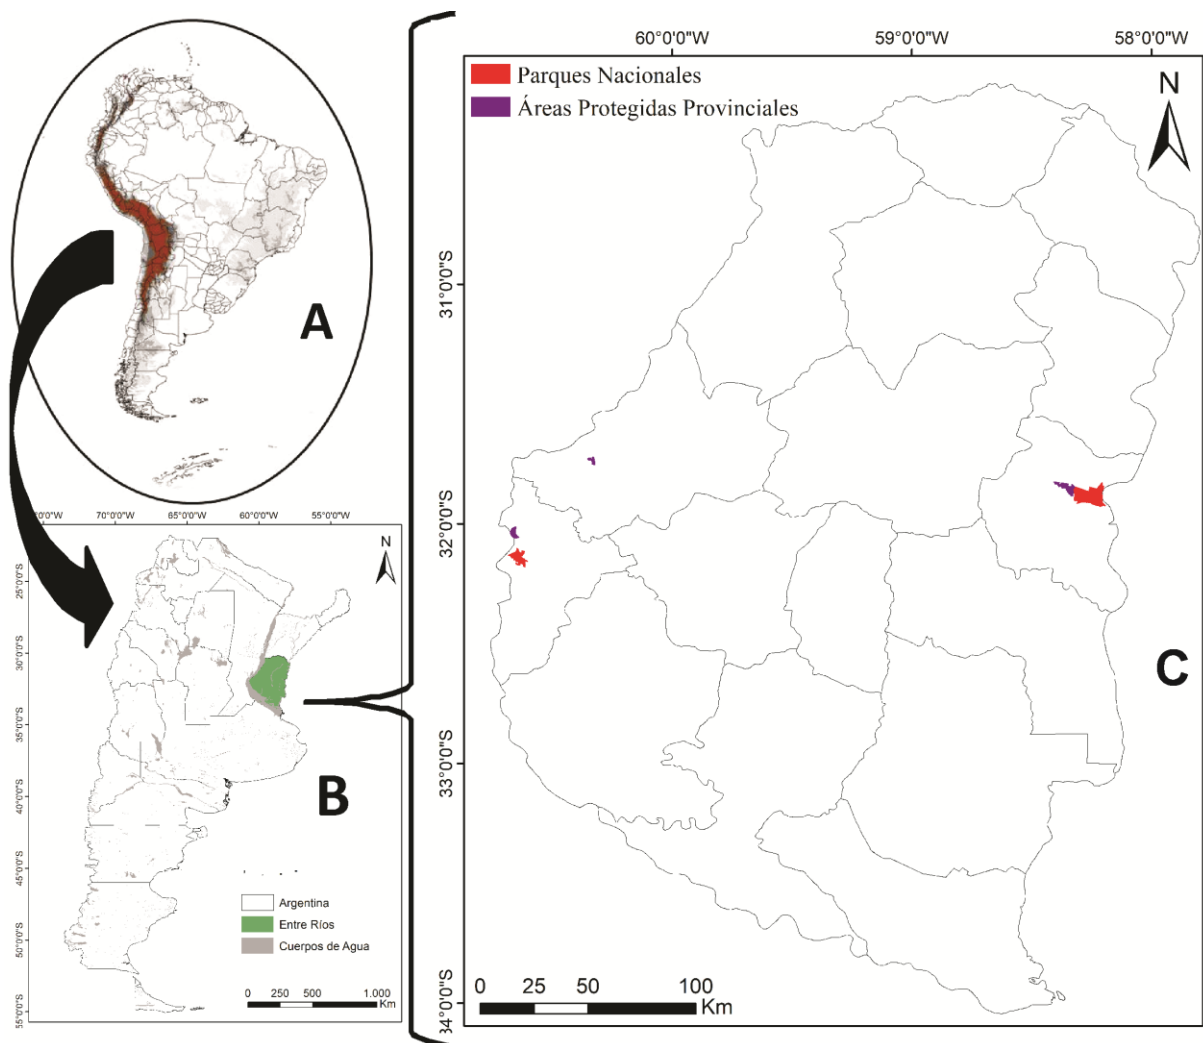 A
60°0'0"W
59°0'0"W
58°0'0"W
Parques Nacionales
Áreas Protegidas Provinciales
N
31°0'0"S
32°0'0"S
33°0'0"S
34°0'0"S
C
0 25 50 100
Km
70°0'0"W
65°0'0"W
60°0'0"W
55°0'0"W
N
25°0'0"S
30°0'0"S
35°0'0"S
40°0'0"S
45°0'0"S
50°0'0"S
55°0'0"S
B
Argentina
Entre Ríos
Cuerpos de Agua
0 250 500 1.000
Km